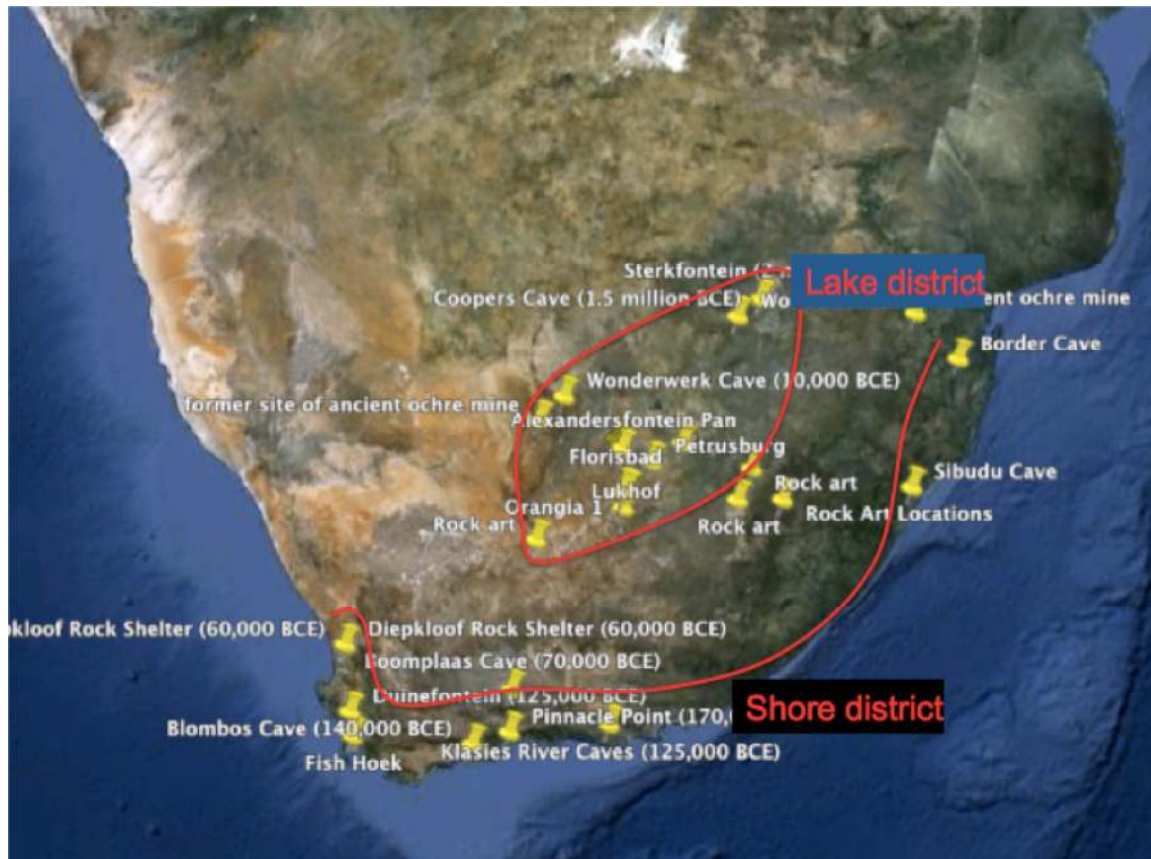 Sterkfontein (2 m
Lake district
Coopers Cave (1.5 million BCE)
Wo
ent ochre mine
Border Cave
Wonderwerk Cave (10,000 BCE)
former site of ancient ochre mine
Alexandersfontein Pan
Petrusburg
Florisbad
Sibudu Cave
Lukhof
Rock art
Orangia 1
Rock Art Locations
Rock art
Rock art
okloof Rock Shelter (60,000 BCE)
Diepkloof Rock Shelter (60,000 BCE)
Boomplaas Cave (70,000 BCE)
Duinefontein (125,000 BCE)
Pinnacle Point (170,
Shore district
Blombos Cave (140,000 BCE)
Klasies River Caves (125,000 BCE)
Fish Hoek